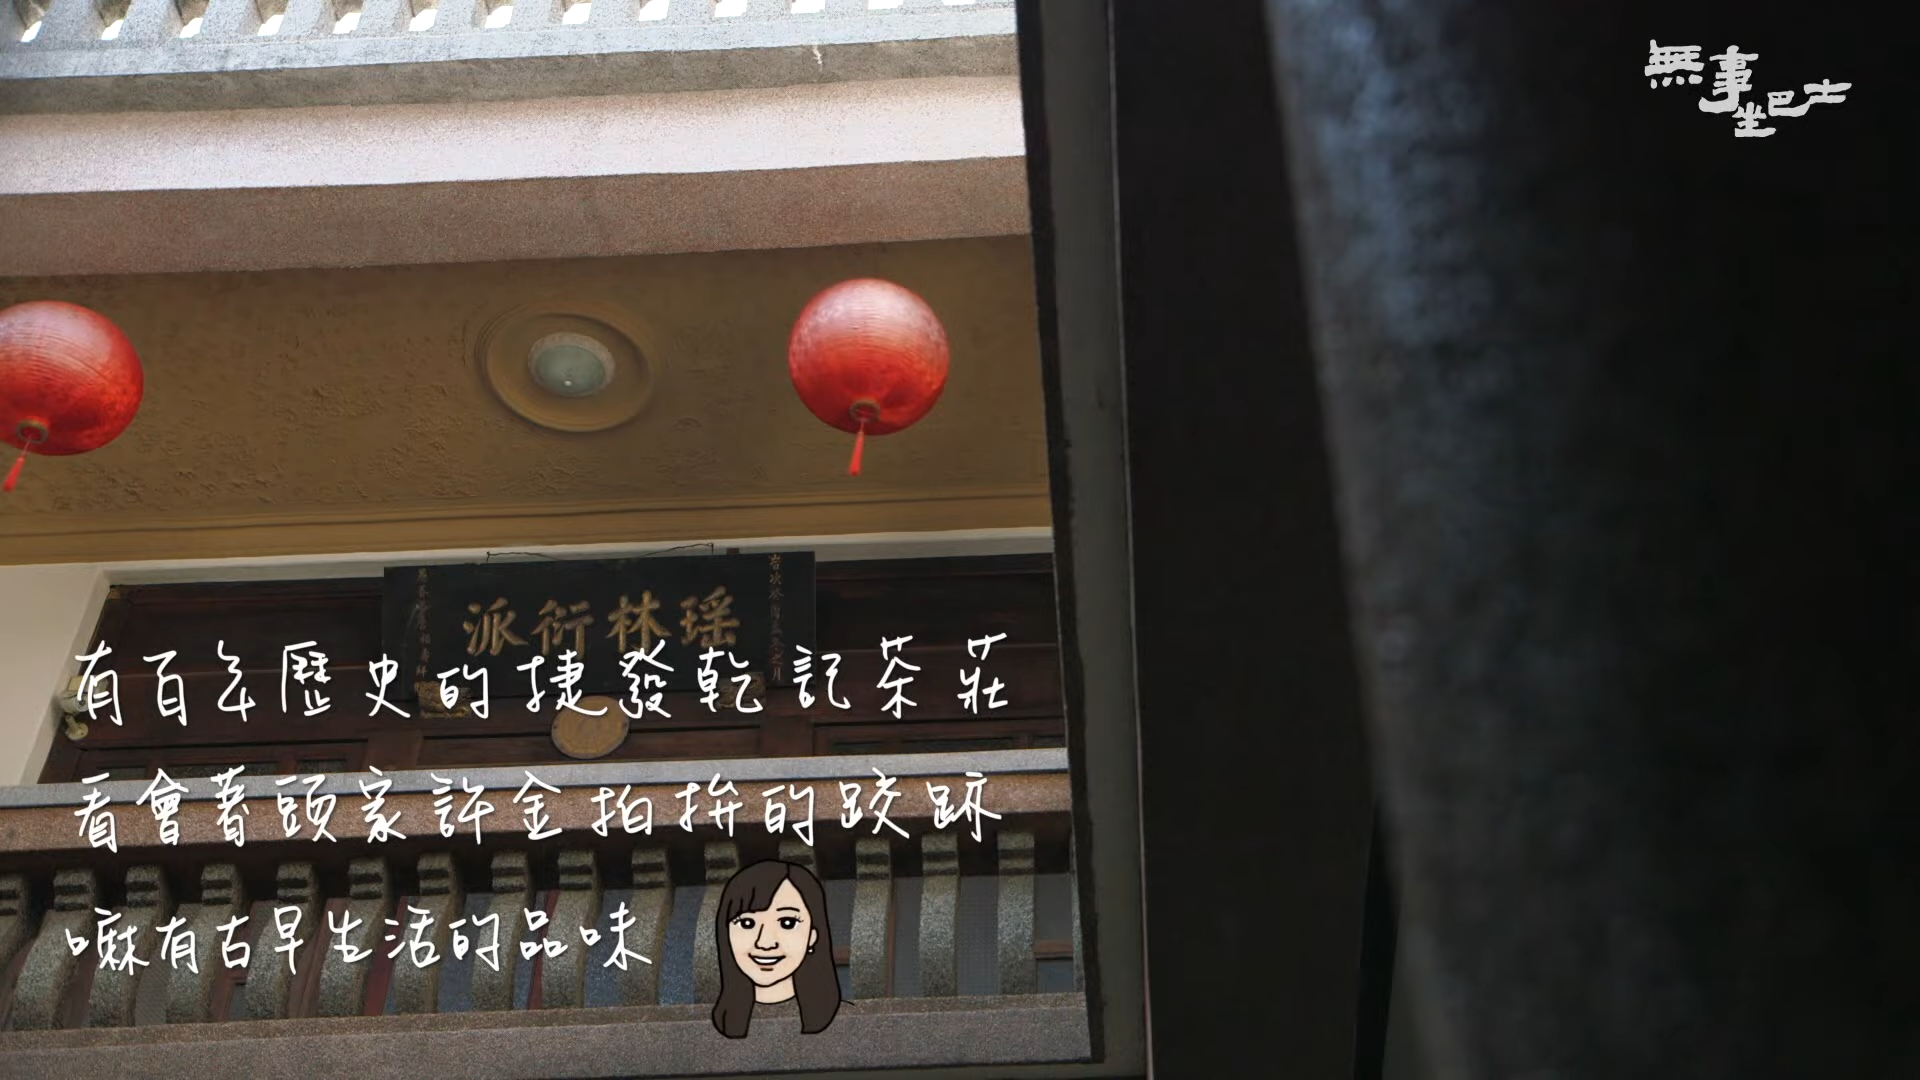 無事坐巴士
派衍林瑤
有百年歷史的捷發乾記茶莊
看會著頭家許金拍拚的跤跡
嘛有古早生活的品味